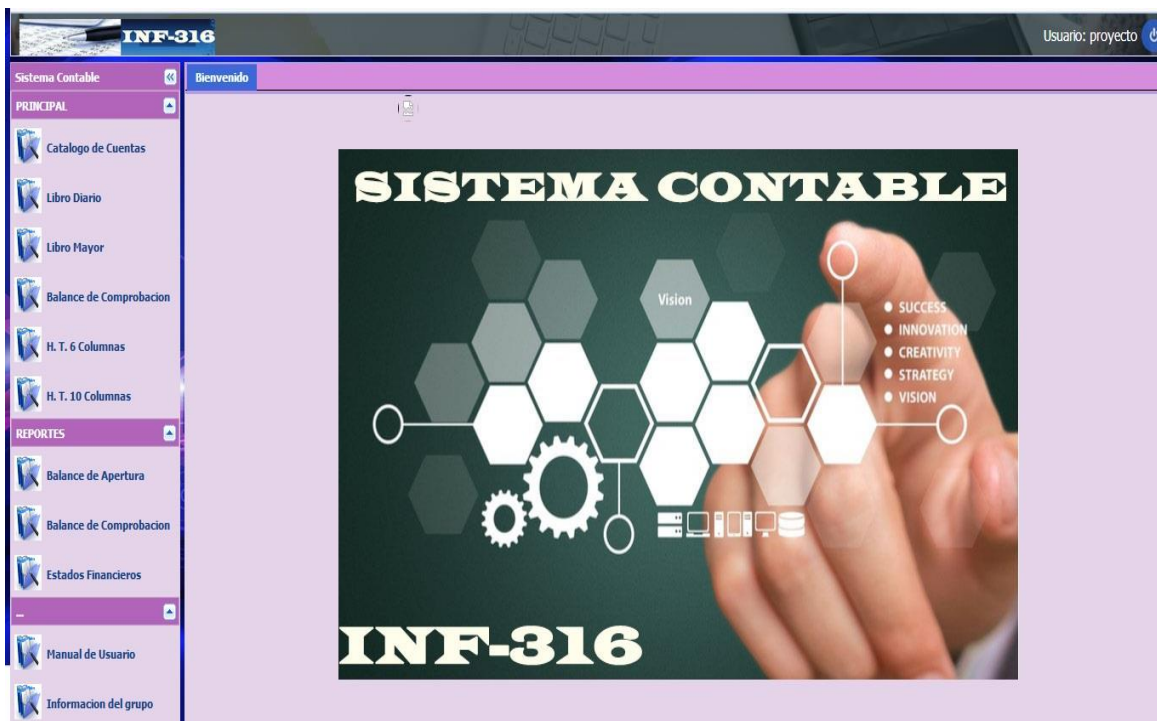 INF-316
Usuario: proyecto
Sistema Contable
Bienvenido
PRINCIPAL
Catalogo de Cuentas
Libro Diario
Libro Mayor
Balance de Comprobacion
H. T. 6 Columnas
H. T. 10 Columnas
REPORTES
Balance de Apertura
Balance de Comprobacion
Estados Financieros
_
Manual de Usuario
Informacion del grupo
SISTEMA CONTABLE
Vision
SUCCESS
INNOVATION
CREATIVITY
STRATEGY
VISION
INF-316